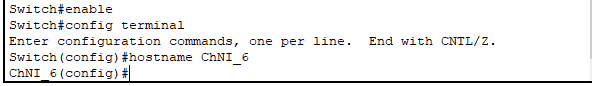 Switch#enable
Switch#config terminal
Enter configuration commands, one per line.  End with CNTL/Z.
Switch(config)#hostname ChNI_6
ChNI_6(config)#